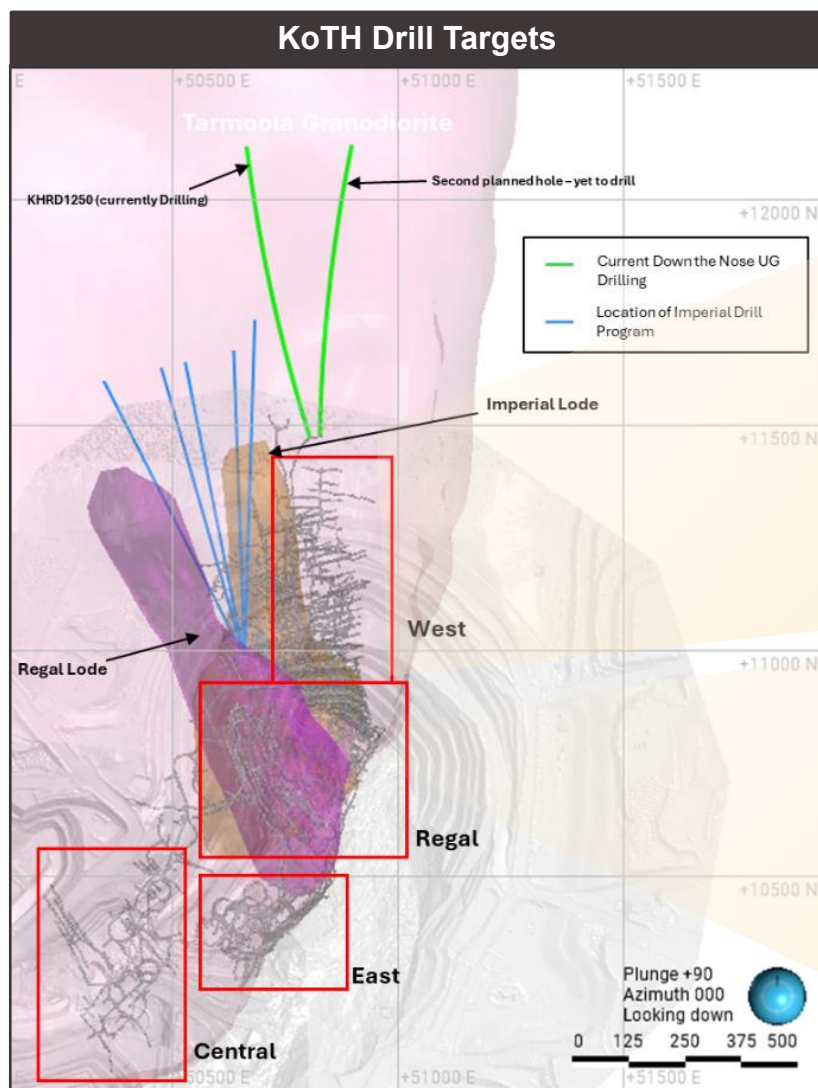 KoTH Drill Targets
E
+50500 E
+51000 E
+51500 E
Tarmoola Granodiorite
KHRD1250 (currently Drilling)
Second planned hole – yet to drill
+12000 N
Current Down the Nose UG
Drilling
Location of Imperial Drill
Program
Imperial Lode
+11500 N
West
Regal Lode
+11000 N
Regal
+10500 N
East
Plunge +90
Azimuth 000
Looking down
0 125 250 375 500
Central
+50500 E
+51000 E
+51500 E